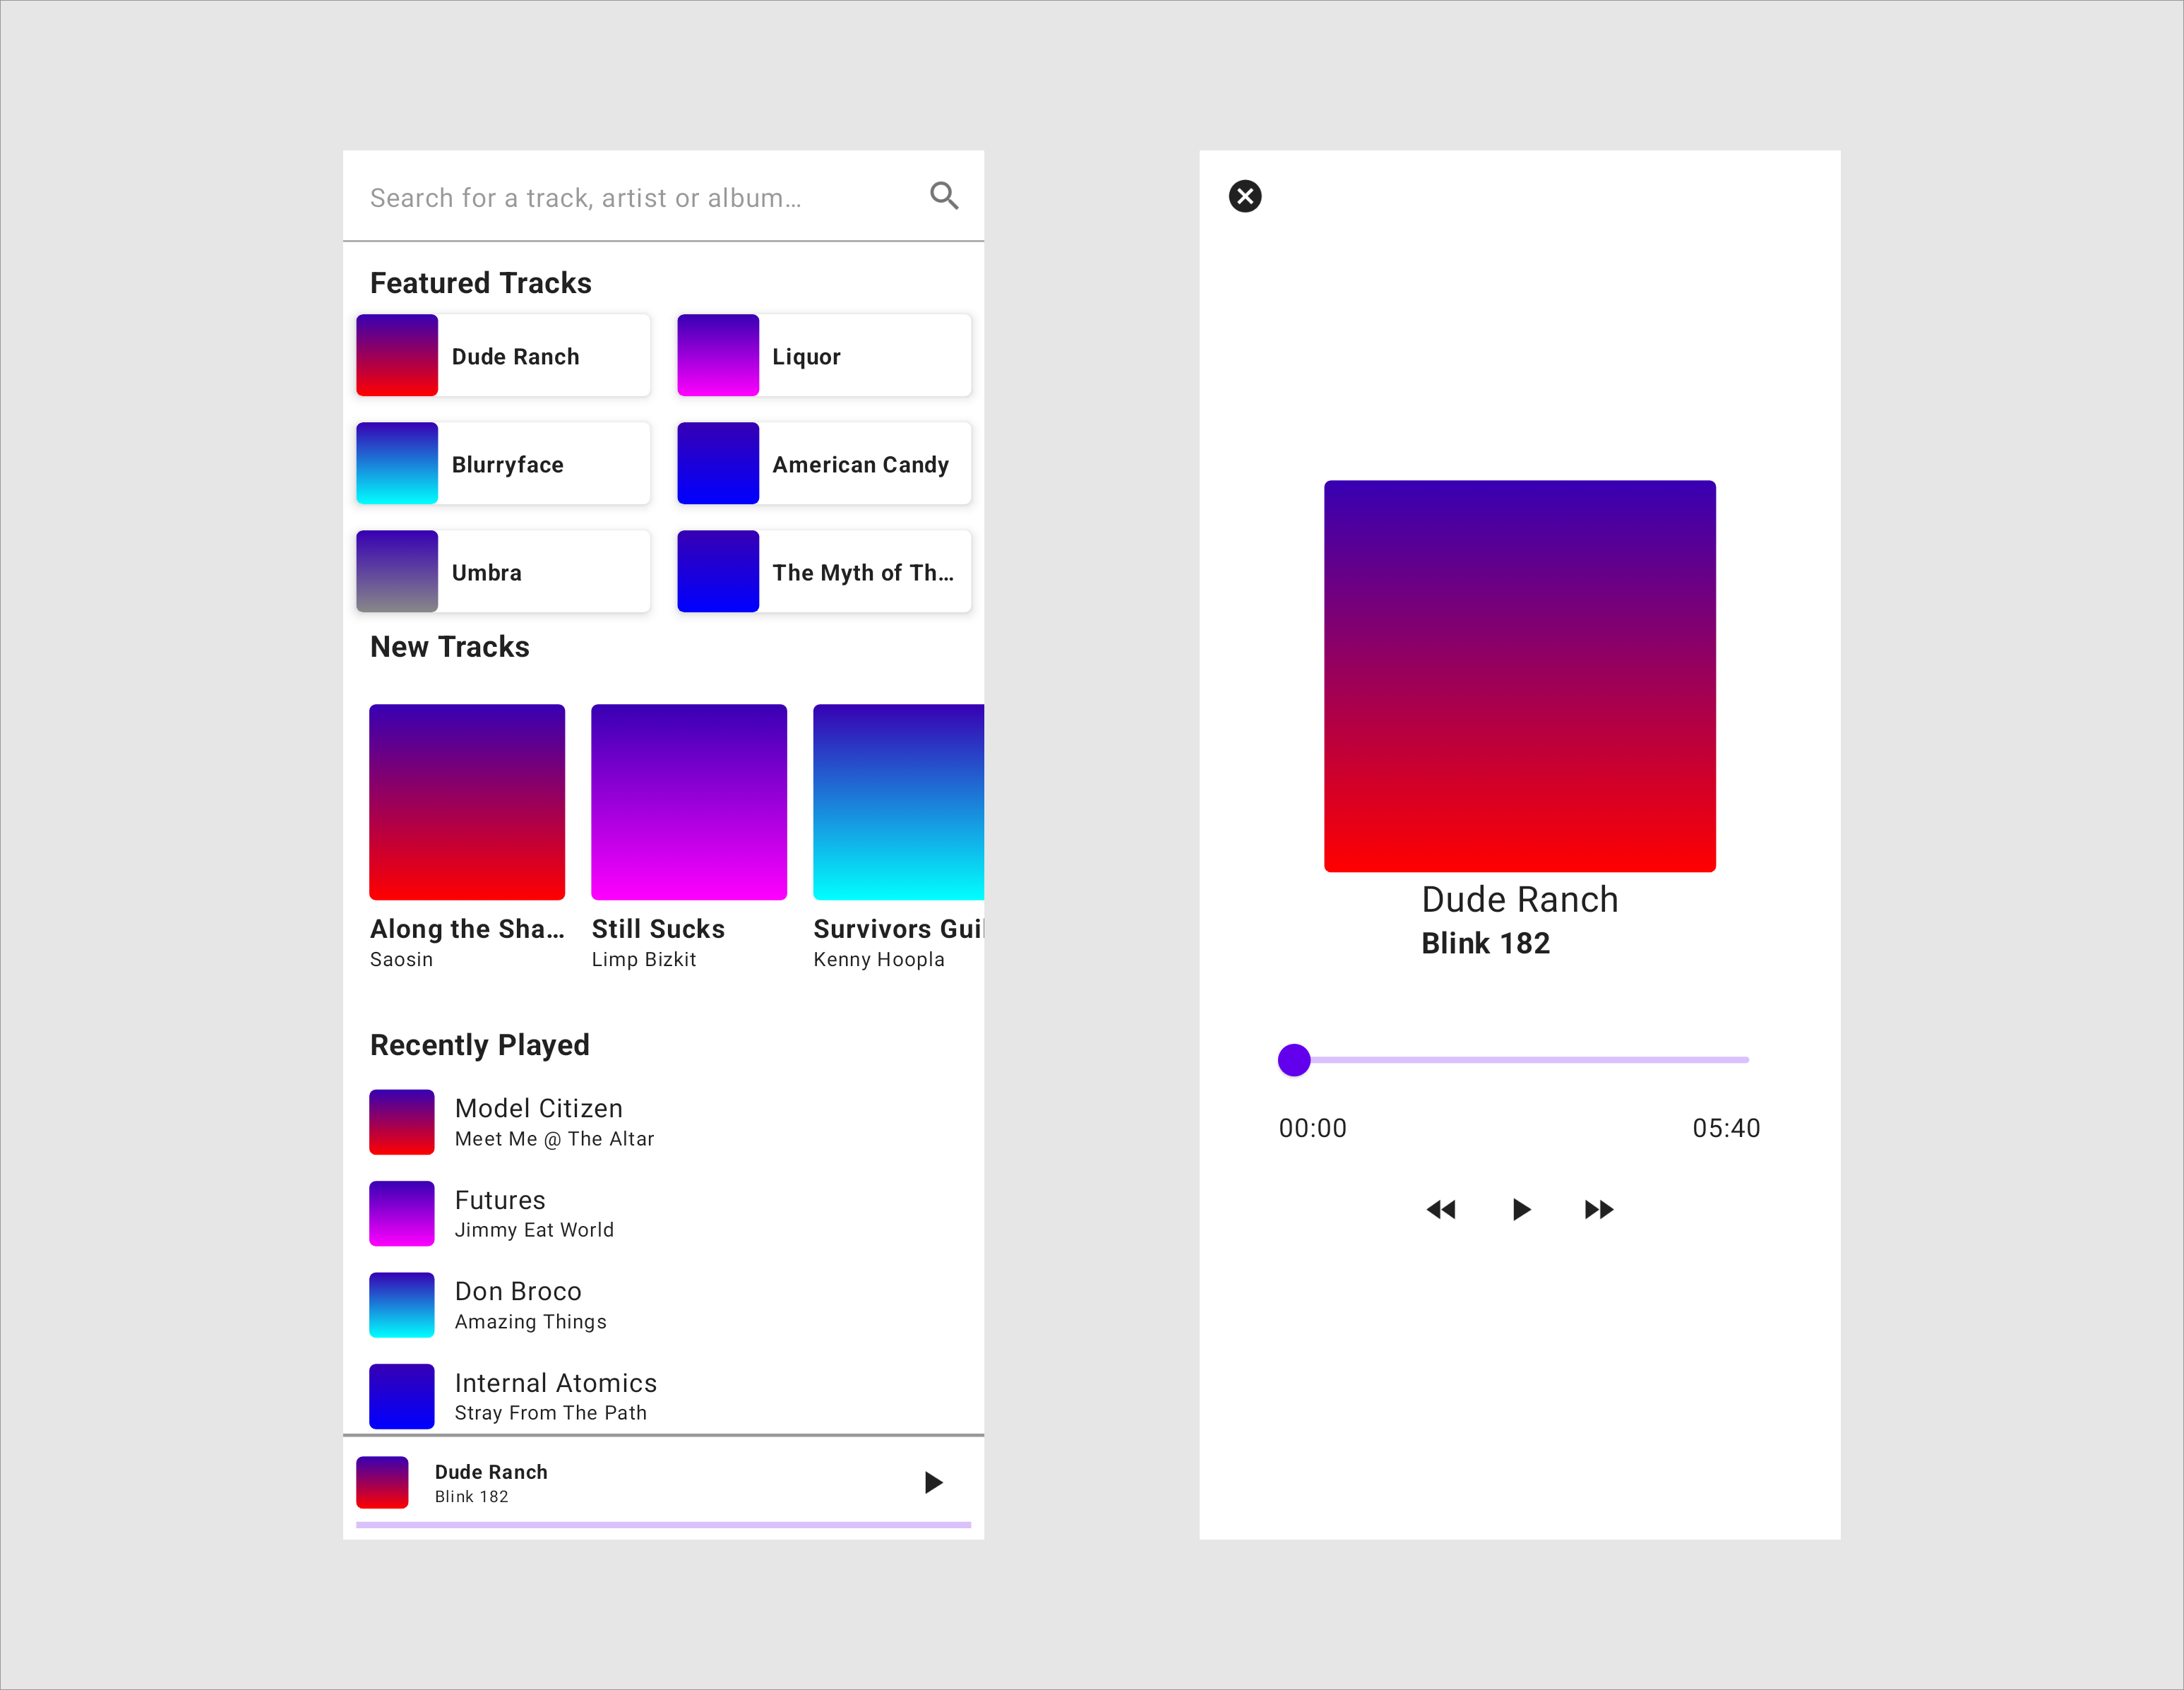 Search for a track, artist or album...
Featured Tracks
Dude Ranch
Liquor
Blurryface
American Candy
Umbra
The Myth of Th...
New Tracks
Along the Sha...
Still Sucks
Survivors Gui
Saosin
Limp Bizkit
Kenny Hoopla
Recently Played
Model Citizen
Meet Me @ The Altar
Futures
Jimmy Eat World
Don Broco
Amazing Things
Internal Atomics
Stray From The Path
Dude Ranch
Blink 182
Dude Ranch
Blink 182
00:00
05:40